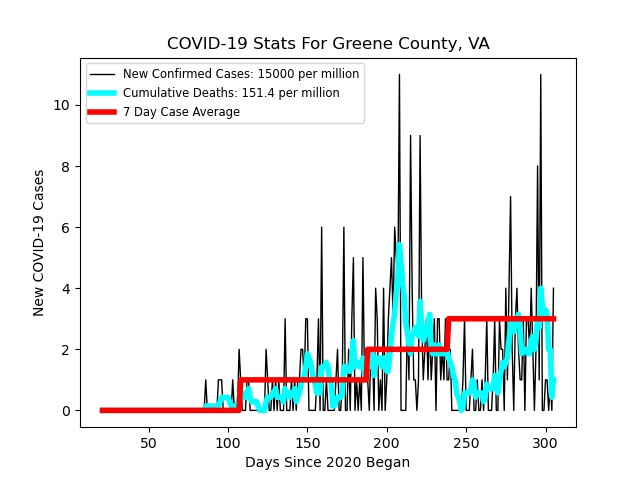 COVID-19 Stats For Greene County, VA
New Confirmed Cases: 15000 per million
Cumulative Deaths: 151.4 per million
7 Day Case Average
New COVID-19 Cases
10
8
6
4
2
0
50 100 150 200 250 300
Days Since 2020 Began